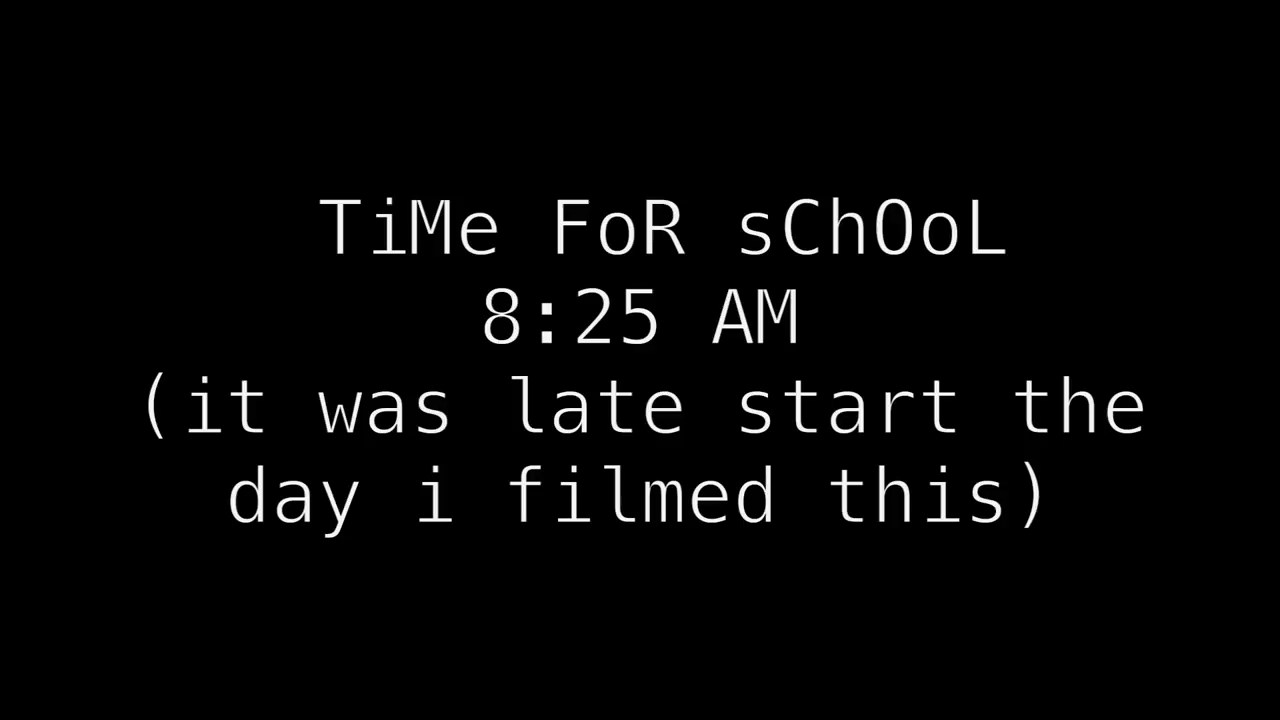 TiMe FoR sChOoL
8:25 AM
(it was late start the
day i filmed this)